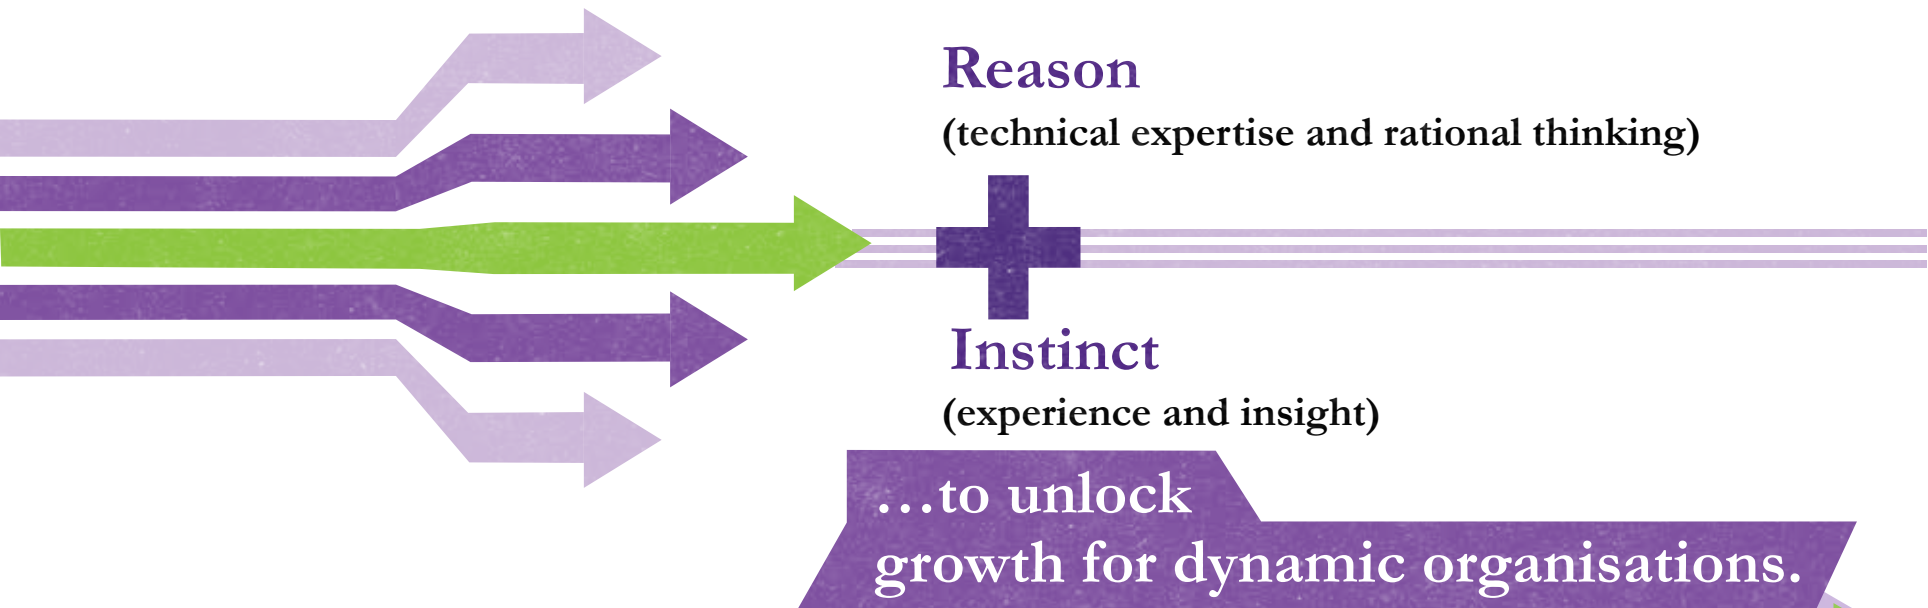 Reason
(technical expertise and rational thinking)
Instinct
(experience and insight)
…to unlock
growth for dynamic organisations.